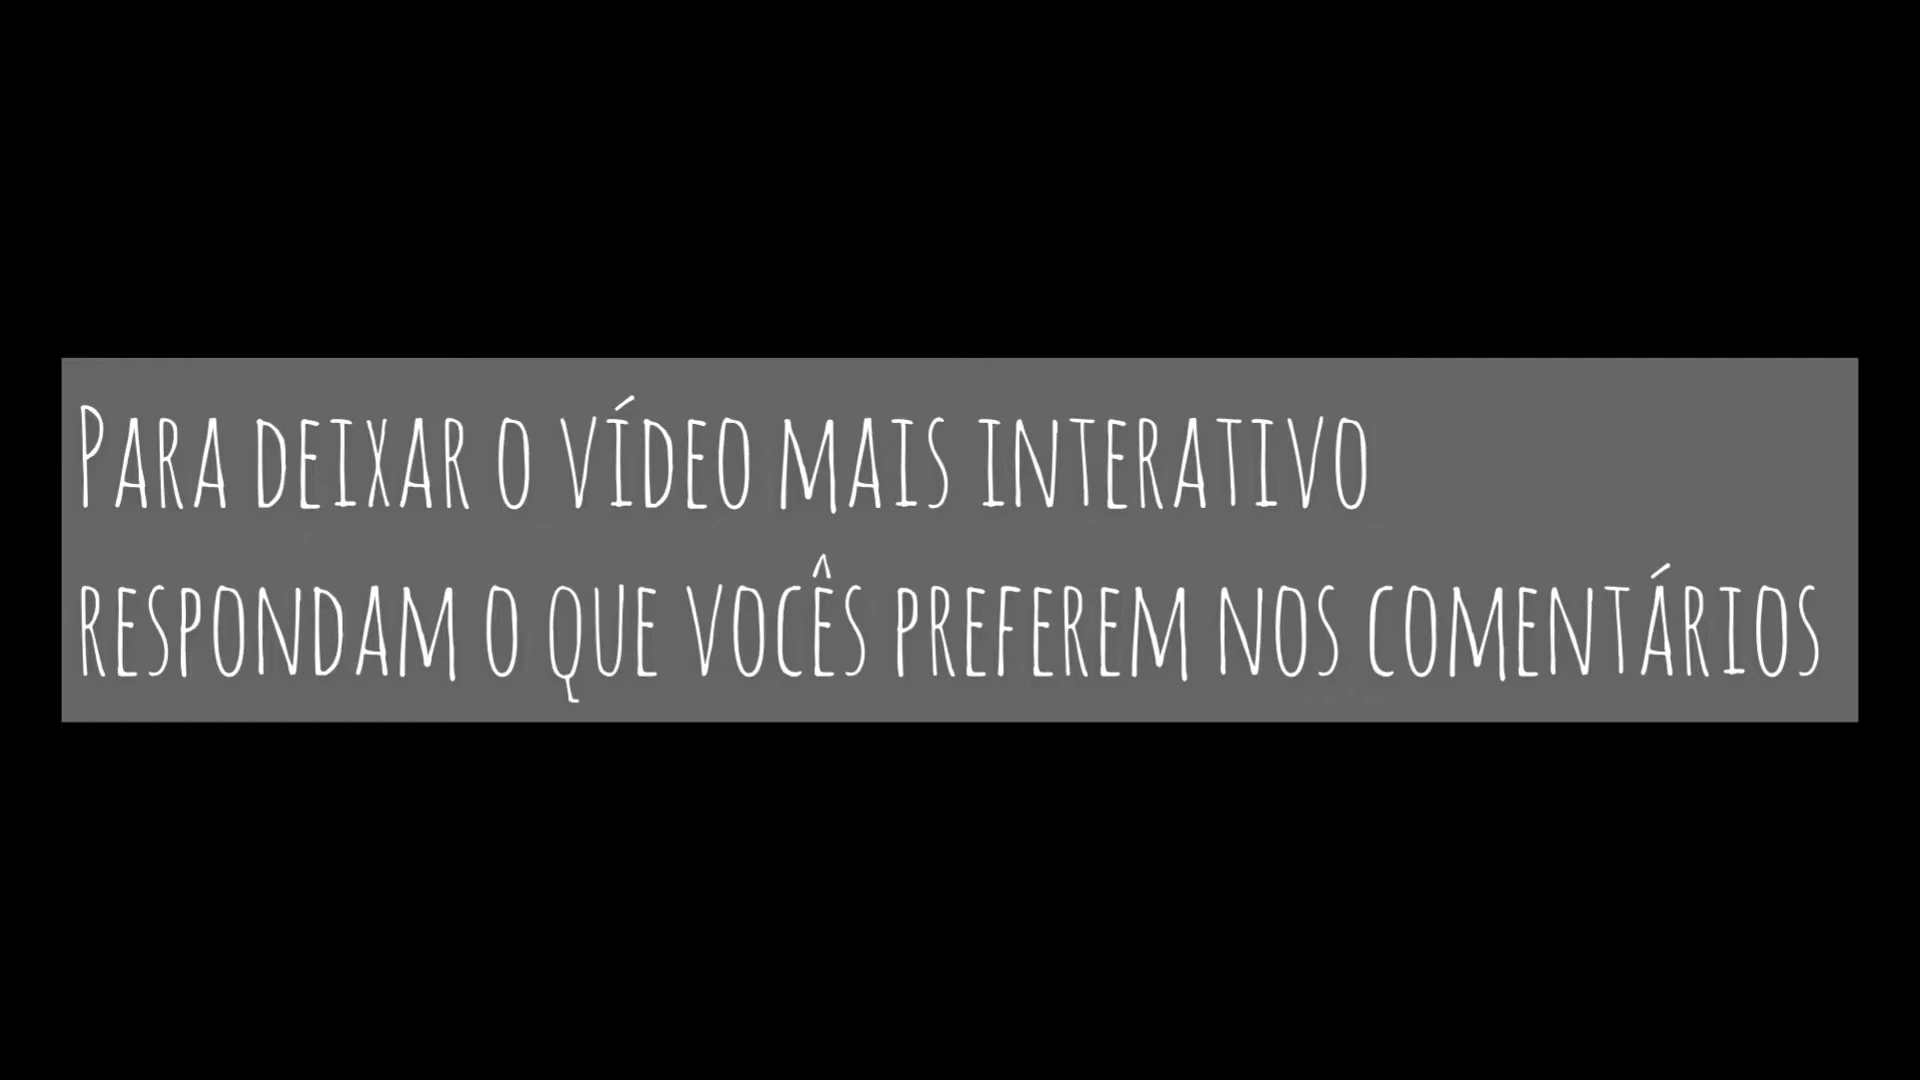 Para deixar o vídeo mais interativo
respondam o que vocês preferem nos comentários